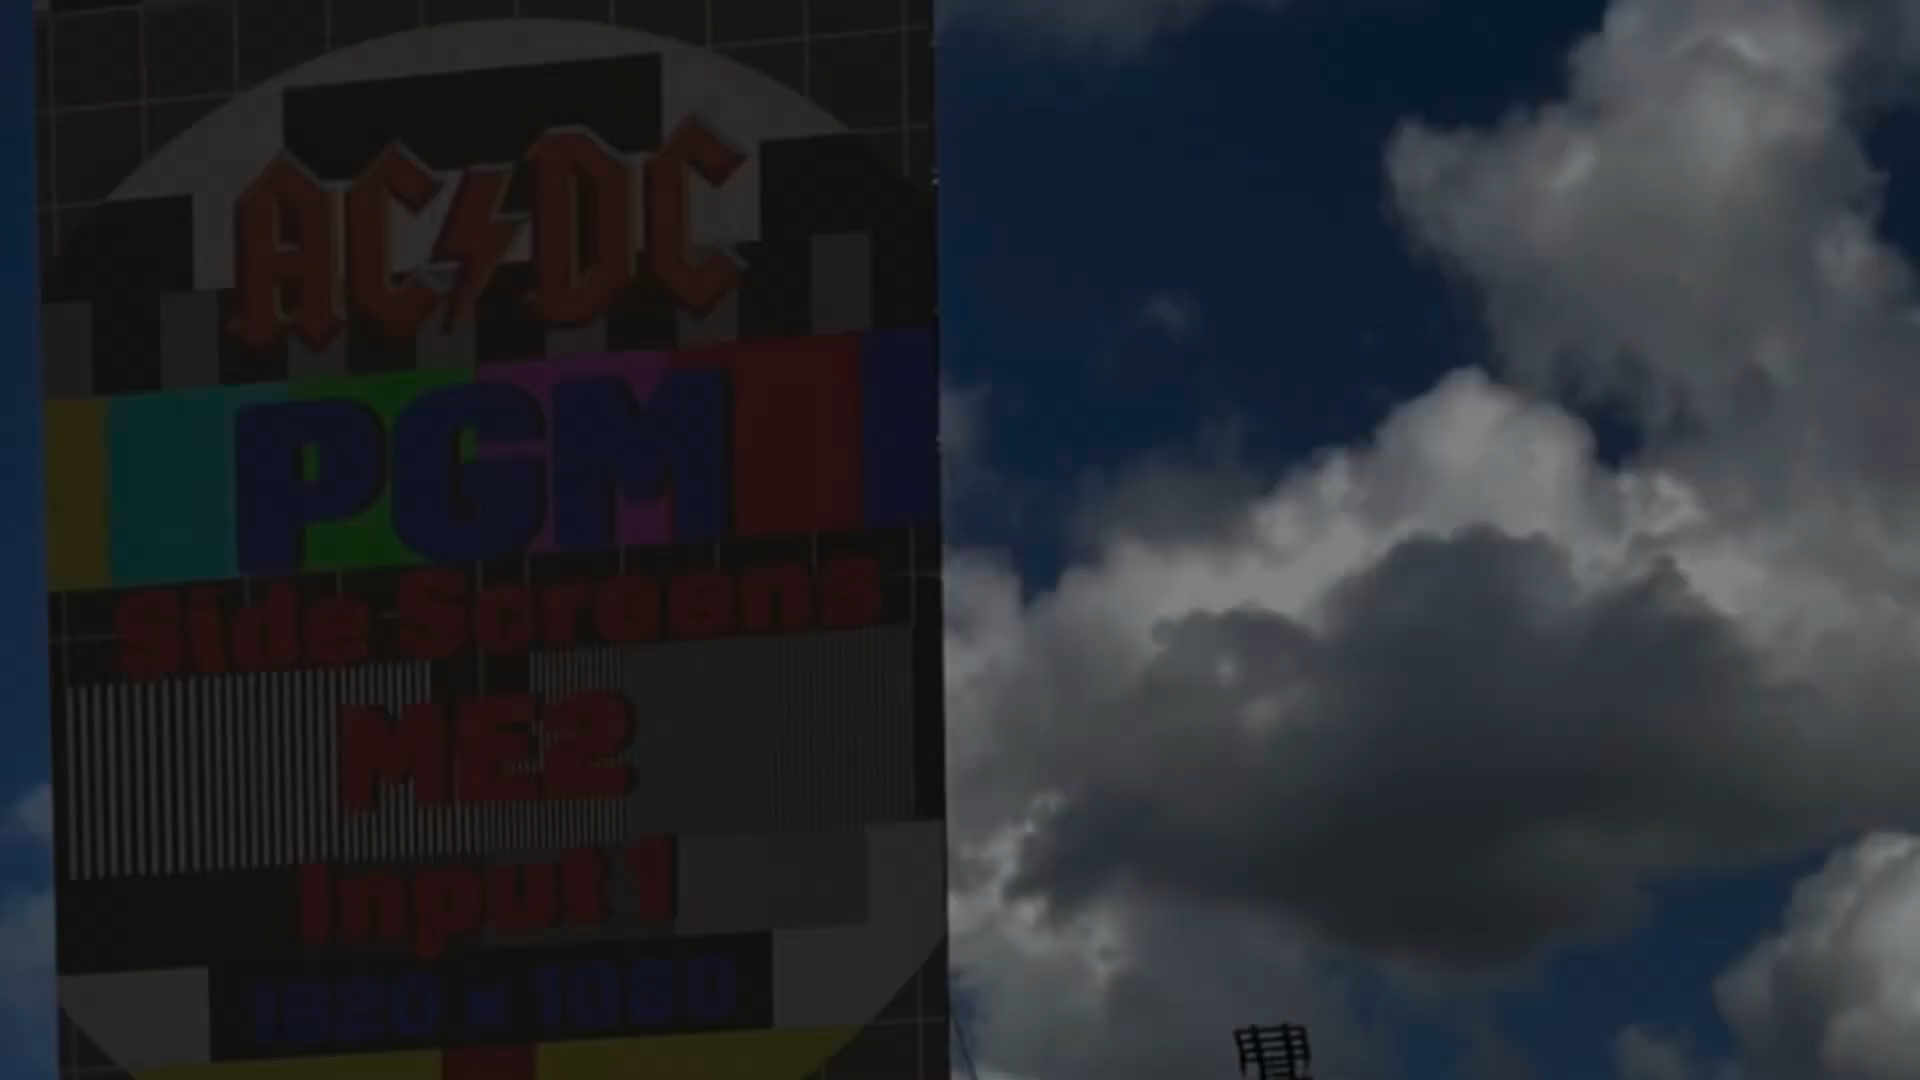 AC/DC
PGM
Side Screens
ME2
Input 1
1920 x 1080